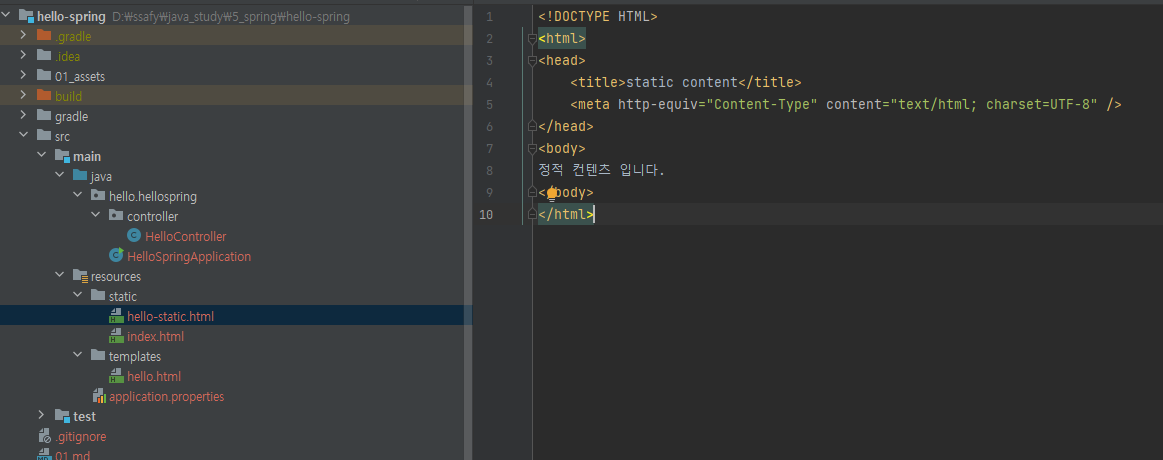 hello-spring D:₩ssafy₩java_study₩5_spring₩hello-spring
.gradle
.idea
01_assets
build
gradle
src
main
java
hello.hellospring
controller
HelloController
HelloSpringApplication
resources
static
hello-static.html
index.html
templates
hello.html
application.properties
test
.gitignore
01.md
1 <!DOCTYPE HTML>
2 <html>
3 <head>
4 <title>static content</title>
5 <meta http-equiv="Content-Type" content="text/html; charset=UTF-8" />
6 </head>
7 <body>
8 정적 컨텐츠 입니다.
9 </body>
10 </html>